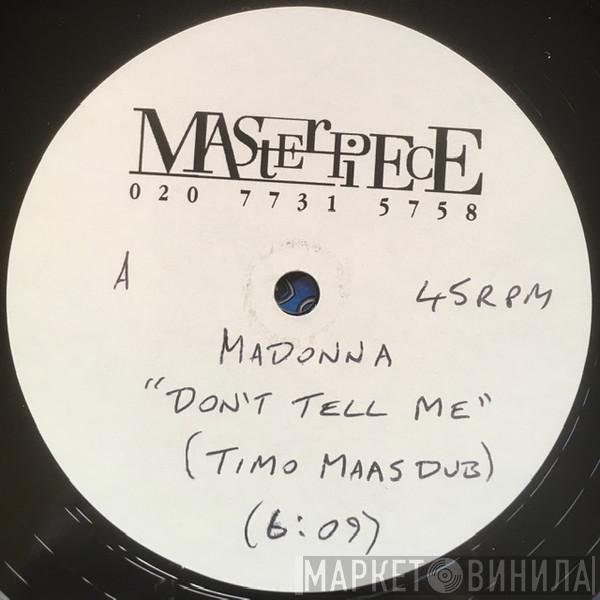 MASTERPIECE
020 7731 5758
A
45RPM
MADONNA
"DON'T TELL ME"
(TIMO MAAS DUB)
(6:09)
МАРКЕТ ВИНИЛА